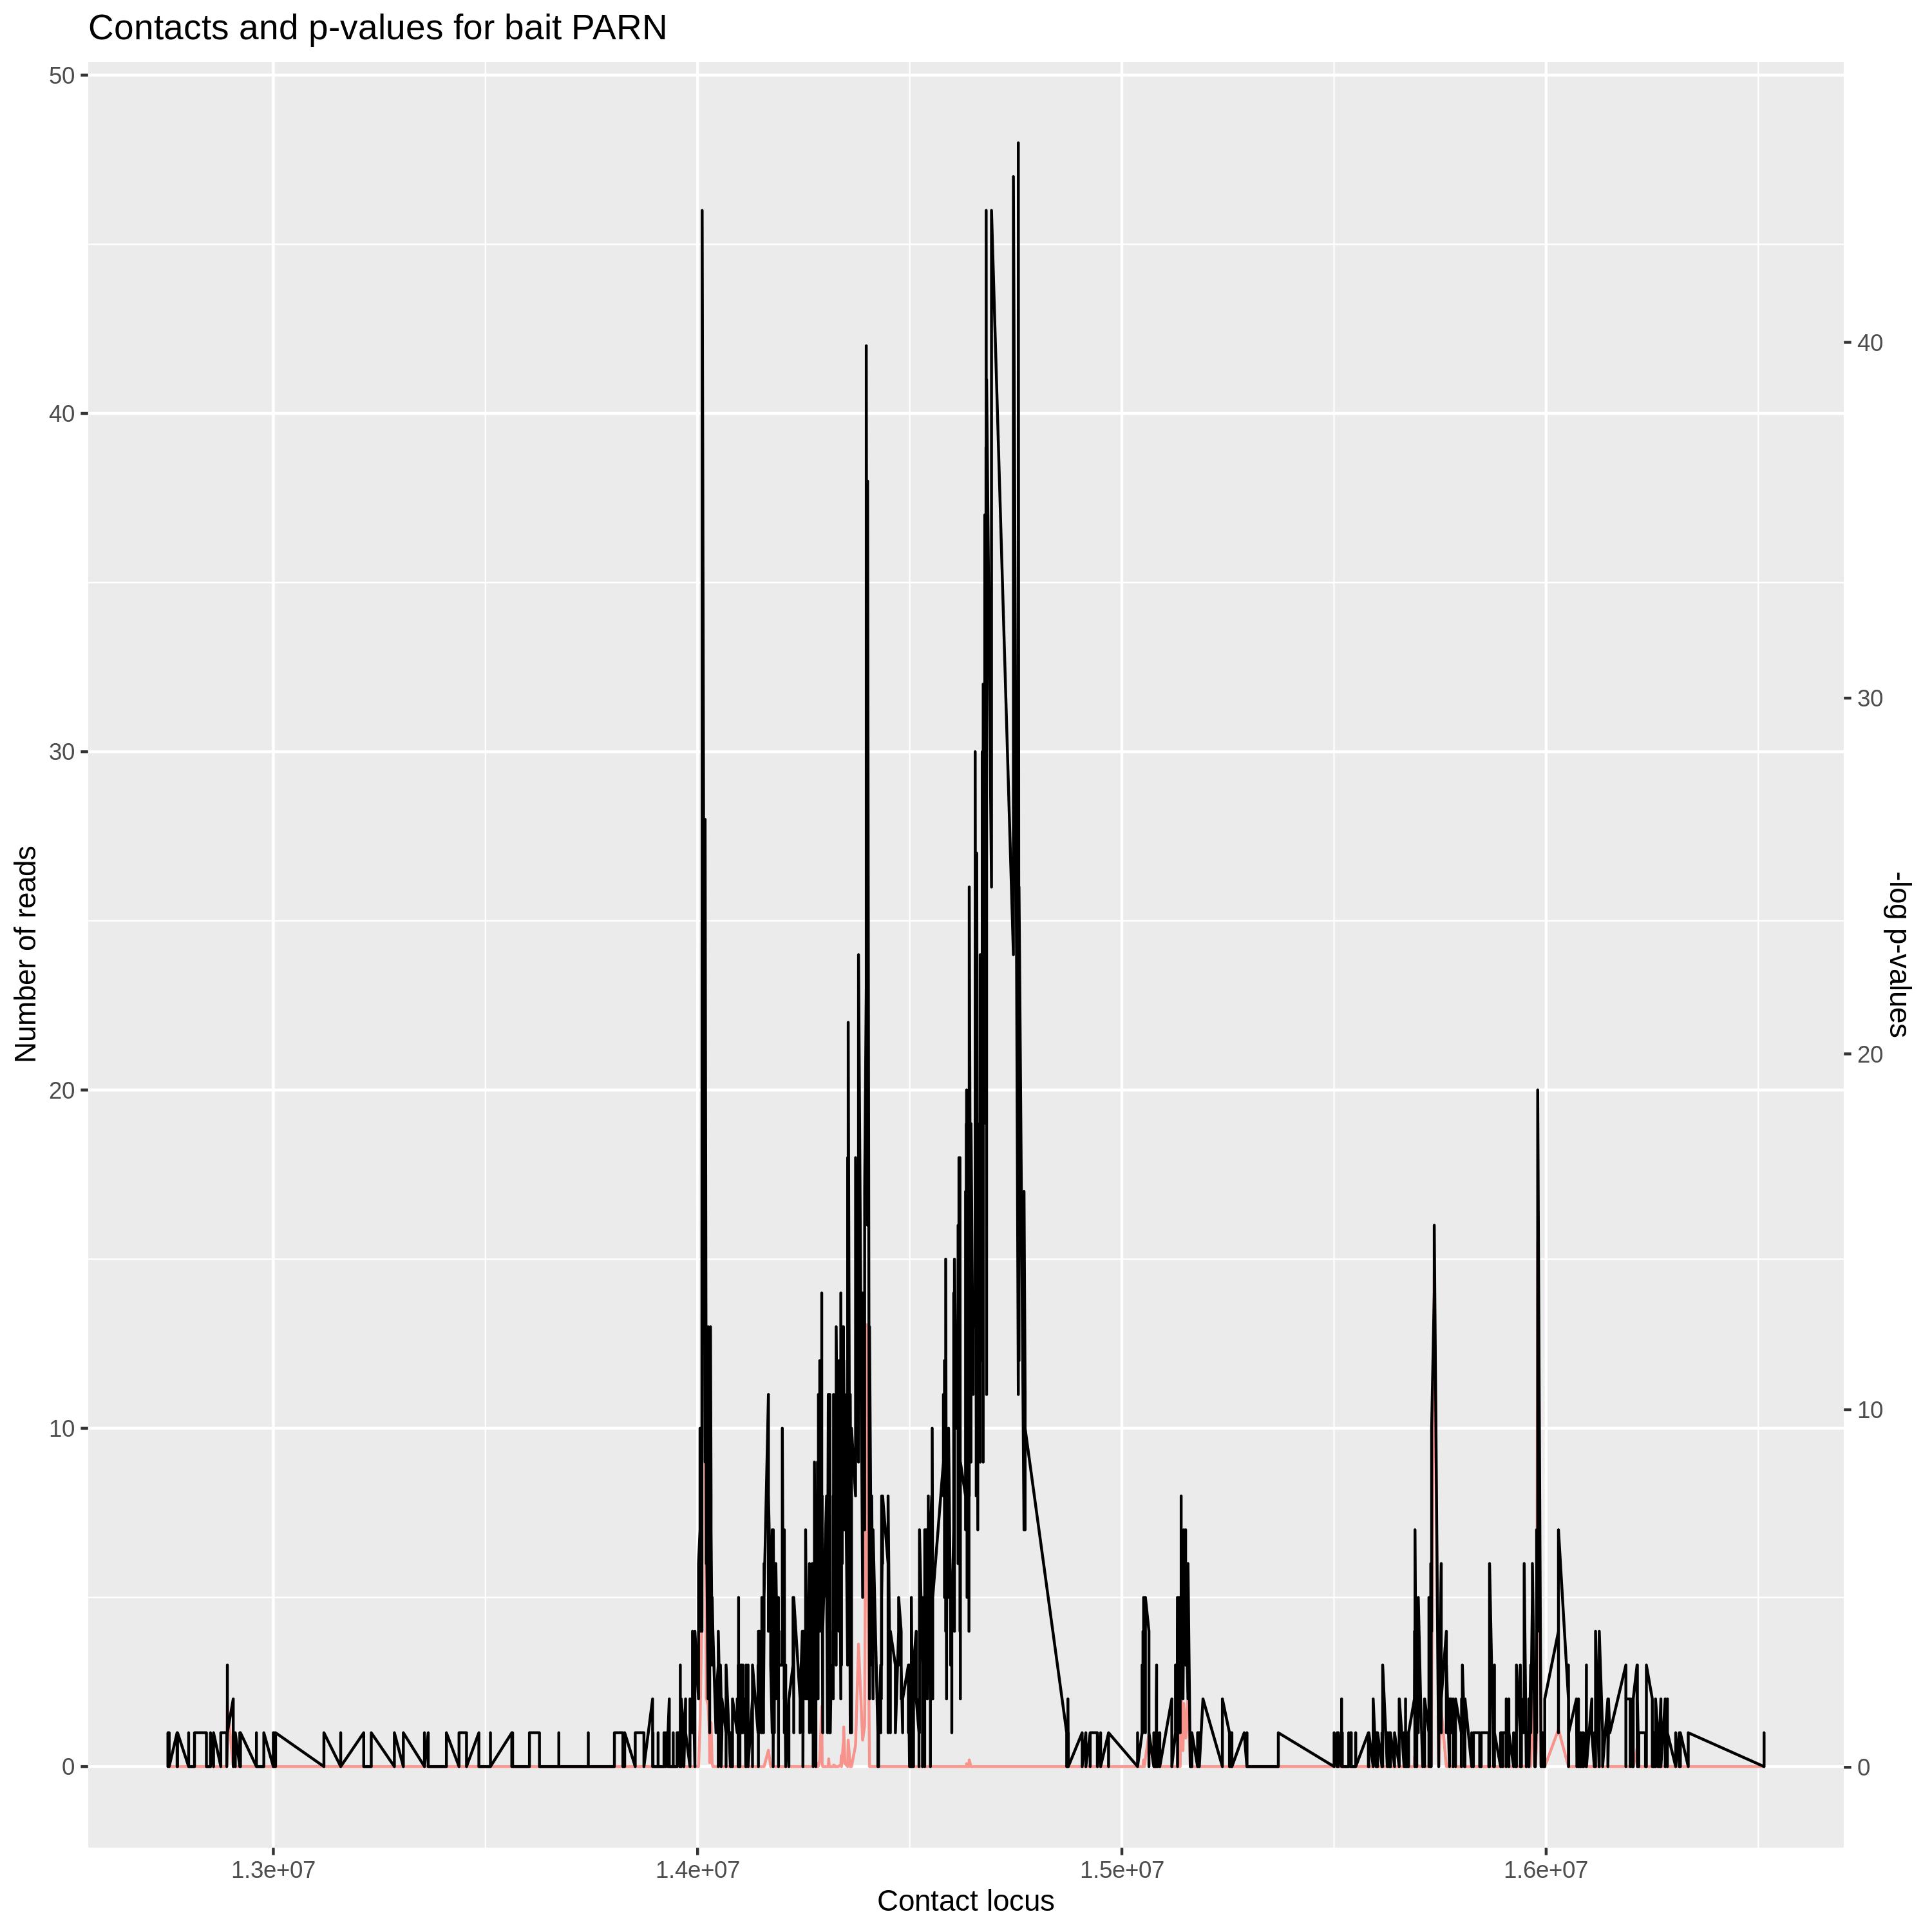 Contacts and p-values for bait PARN
50
40
30
20
10
0
Number of reads
40
30
20
10
0
-log p-values
1.3e+07
1.4e+07
1.5e+07
1.6e+07
Contact locus